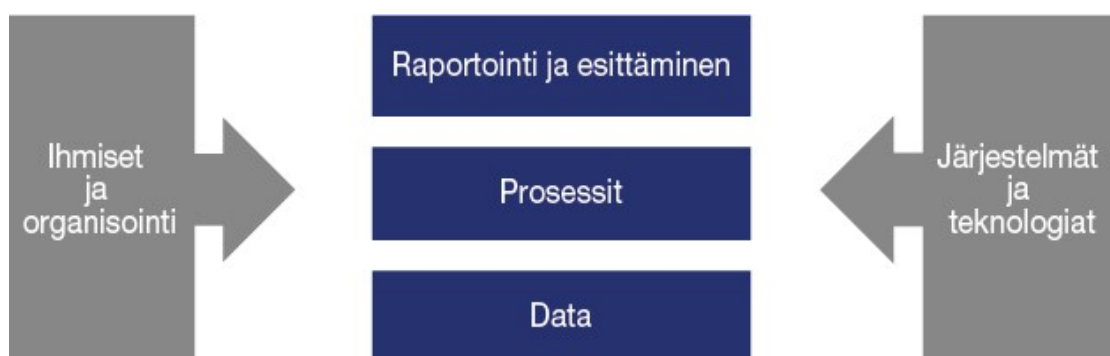 Raportointi ja esittäminen
Ihmiset
ja
organisointi
Prosessit
Järjestelmät
ja
teknologiat
Data